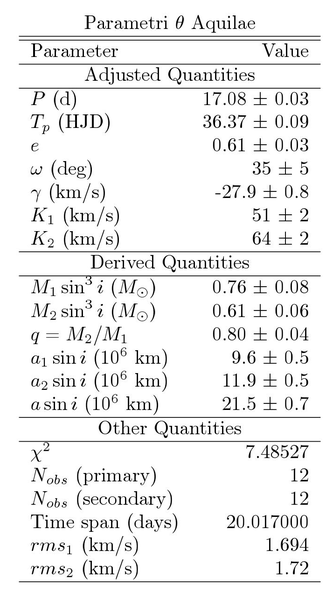 Parametri θ Aquilae
Parameter Value
Adjusted Quantities
P (d) 17.08 ± 0.03
Tₚ (HJD) 36.37 ± 0.09
e 0.61 ± 0.03
ω (deg) 35 ± 5
γ (km/s) -27.9 ± 0.8
K₁ (km/s) 51 ± 2
K₂ (km/s) 64 ± 2
Derived Quantities
M₁ sin³ i (M⊙) 0.76 ± 0.08
M₂ sin³ i (M⊙) 0.61 ± 0.06
q = M₂/M₁ 0.80 ± 0.04
a₁ sin i (10⁶ km) 9.6 ± 0.5
a₂ sin i (10⁶ km) 11.9 ± 0.5
a sin i (10⁶ km) 21.5 ± 0.7
Other Quantities
χ² 7.48527
Nobs (primary) 12
Nobs (secondary) 12
Time span (days) 20.017000
rms₁ (km/s) 1.694
rms₂ (km/s) 1.72